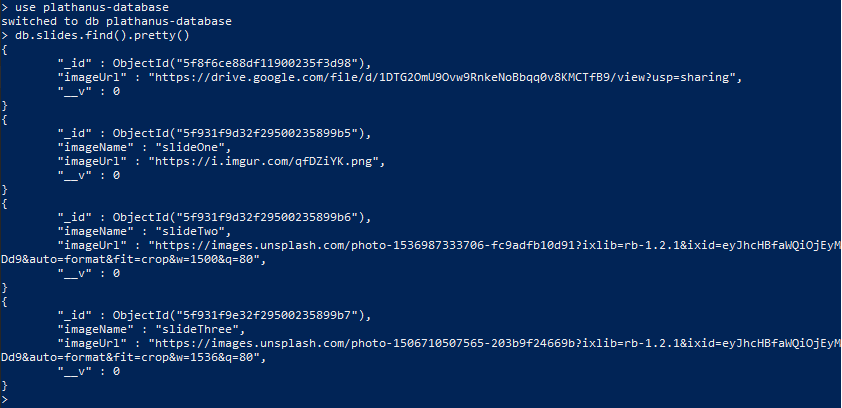 > use plathanus-database
switched to db plathanus-database
> db.slides.find().pretty()
{
"_id" : ObjectId("5f8f6ce88df11900235f3d98"),
"imageUrl" : "https://drive.google.com/file/d/1DTG2OmU9Ovw9RnkeNoBbqq0v8KMCTfB9/view?usp=sharing",
"__v" : 0
}
{
"_id" : ObjectId("5f931f9d32f29500235899b5"),
"imageName" : "slideOne",
"imageUrl" : "https://i.imgur.com/qfDZiYK.png",
"__v" : 0
}
{
"_id" : ObjectId("5f931f9d32f29500235899b6"),
"imageName" : "slideTwo",
"imageUrl" : "https://images.unsplash.com/photo-1536987333706-fc9adfb10d91?ixlib=rb-1.2.1&ixid=eyJhcHBfaWQiOjEyM
Dd9&auto=format&fit=crop&w=1500&q=80",
"__v" : 0
}
{
"_id" : ObjectId("5f931f9e32f29500235899b7"),
"imageName" : "slideThree",
"imageUrl" : "https://images.unsplash.com/photo-1506710507565-203b9f24669b?ixlib=rb-1.2.1&ixid=eyJhcHBfaWQiOjEyM
Dd9&auto=format&fit=crop&w=1536&q=80",
"__v" : 0
}
>